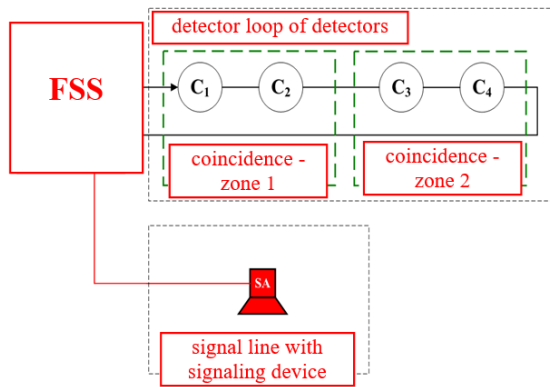 detector loop of detectors
FSS
C1
C2
C3
C4
coincidence -
zone 1
coincidence -
zone 2
SA
signal line with
signaling device